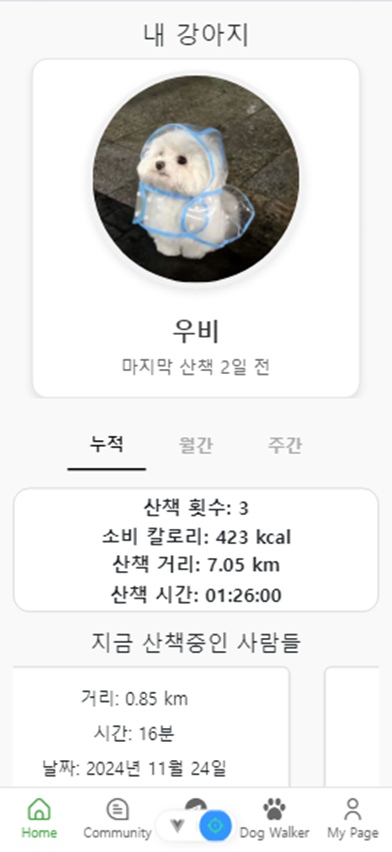 내 강아지
우비
마지막 산책 2일 전
누적 월간 주간
산책 횟수: 3
소비 칼로리: 423 kcal
산책 거리: 7.05 km
산책 시간: 01:26:00
지금 산책중인 사람들
거리: 0.85 km
시간: 16분
날짜: 2024년 11월 24일
Home Community Dog Walker My Page